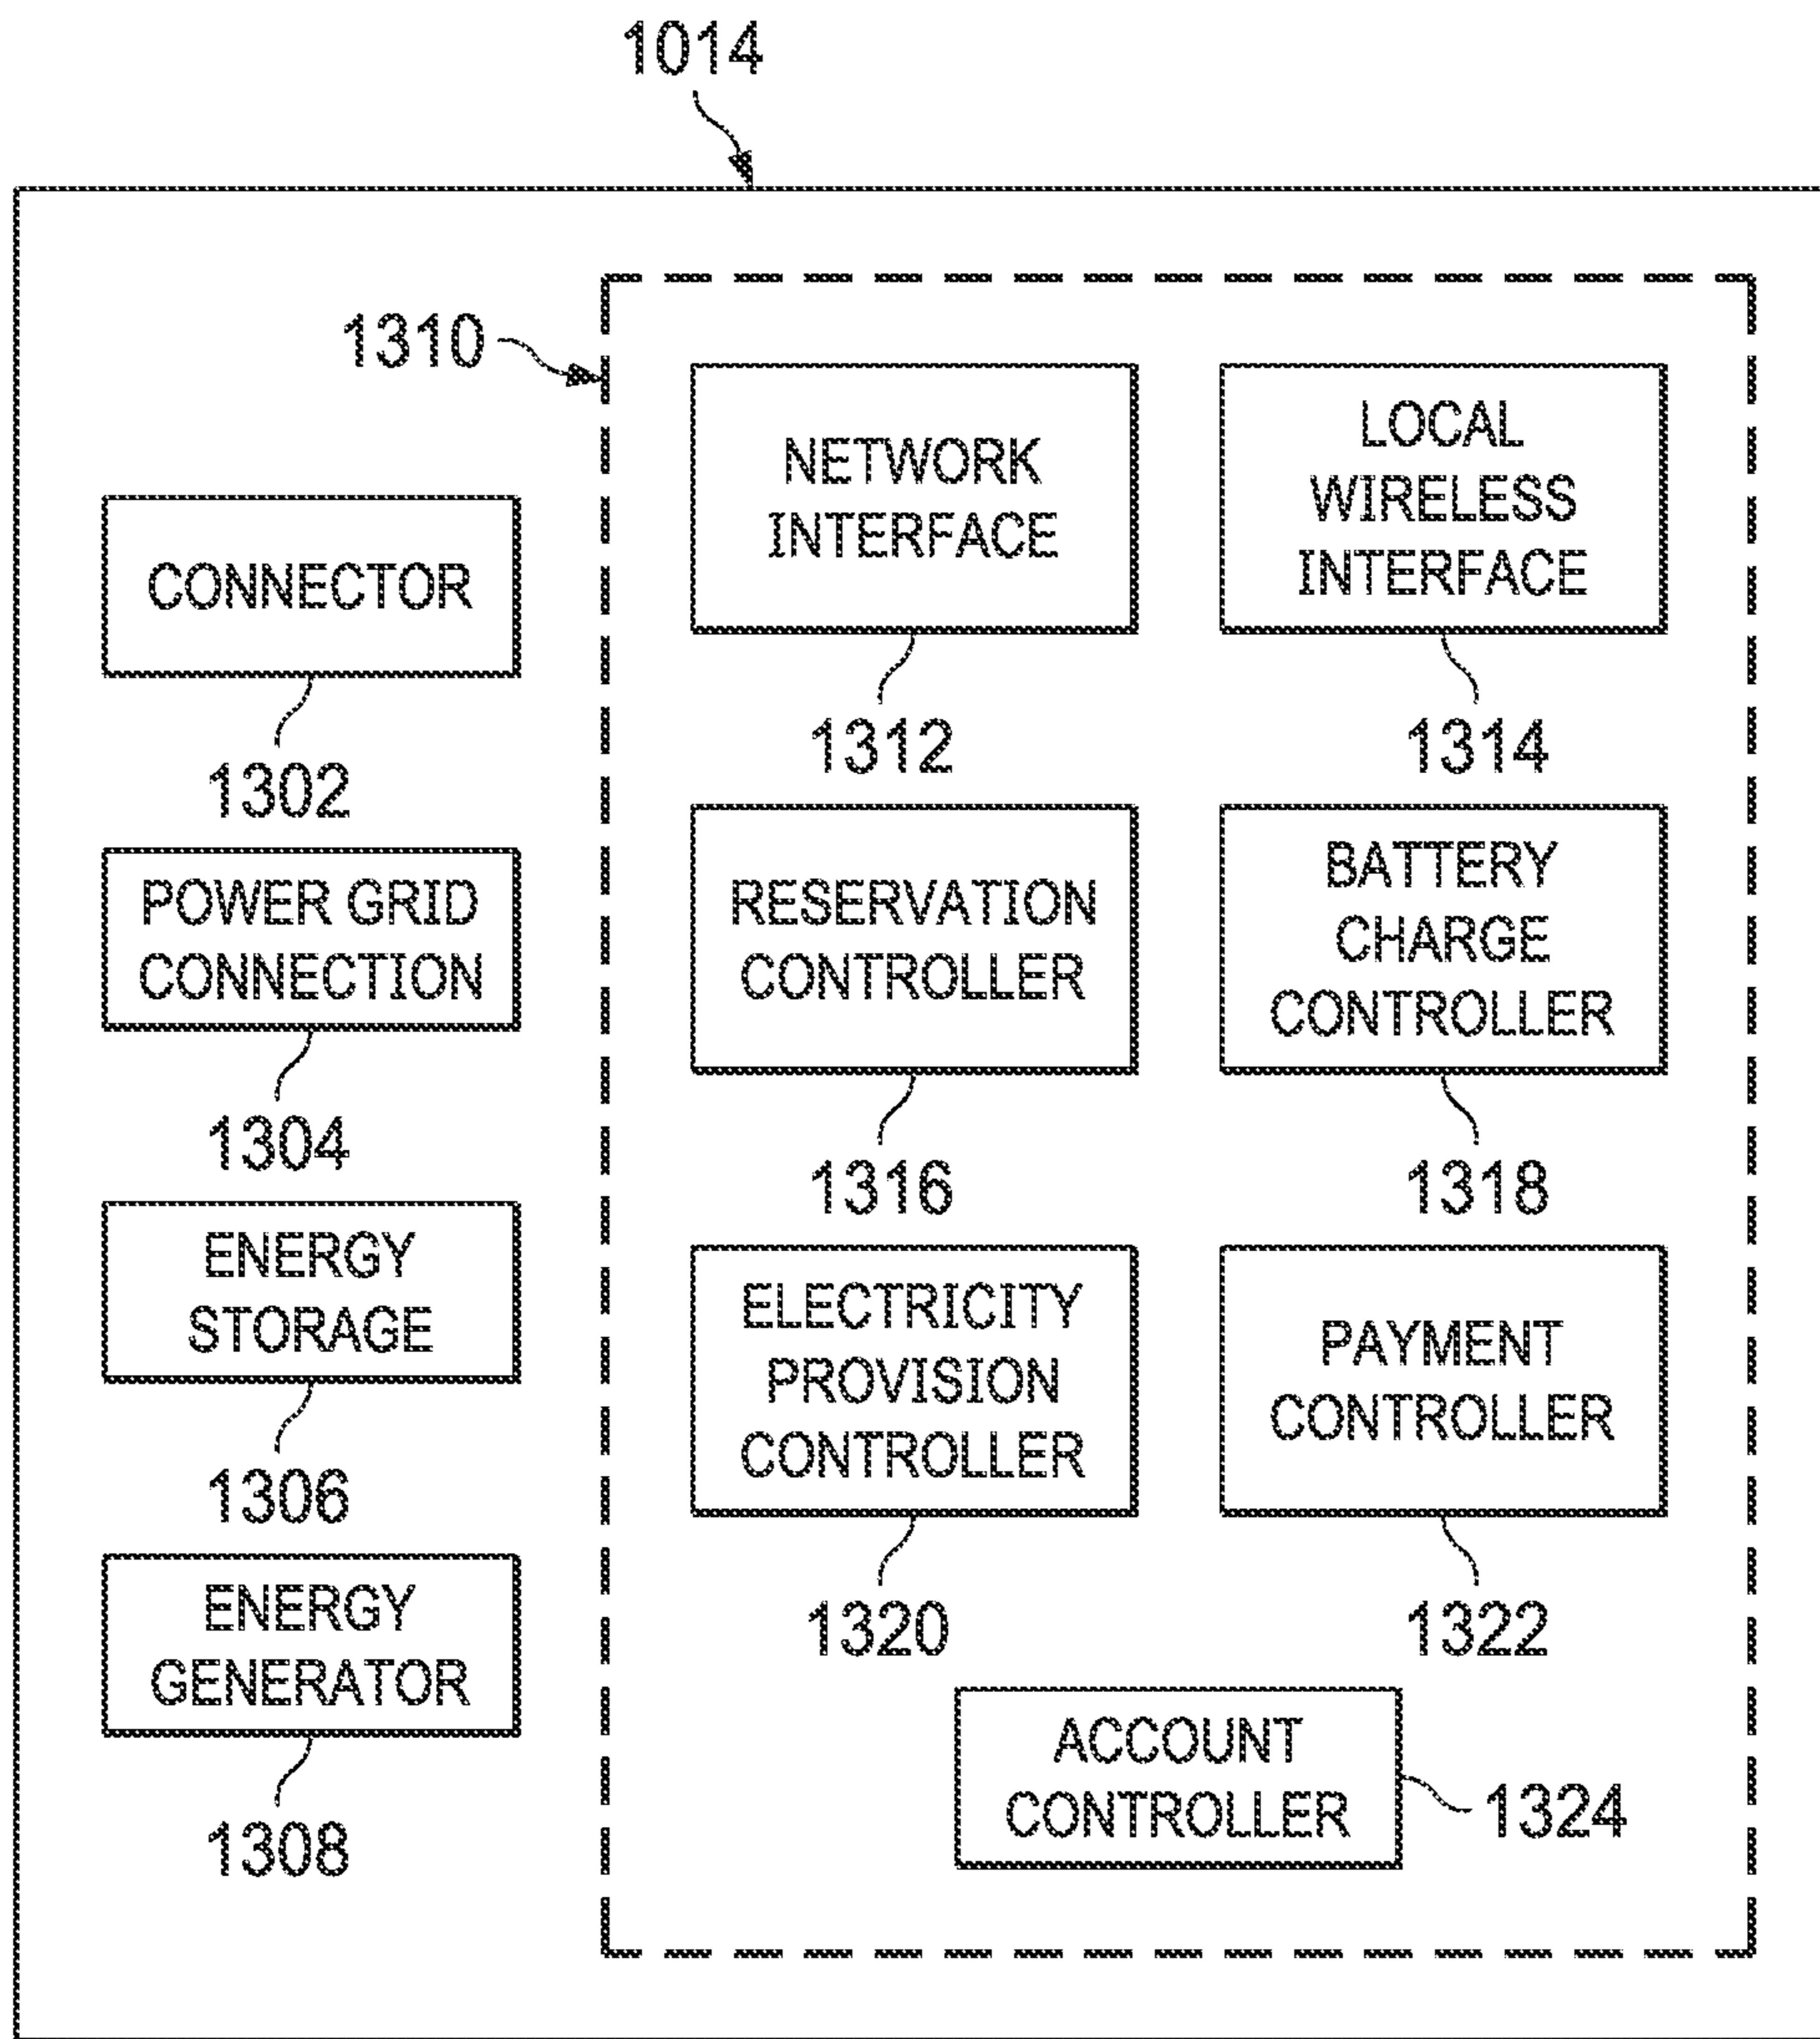 1014
1310
CONNECTOR
1302
POWER GRID
CONNECTION
1304
ENERGY
STORAGE
1306
ENERGY
GENERATOR
1308
NETWORK
INTERFACE
1312
LOCAL
WIRELESS
INTERFACE
1314
RESERVATION
CONTROLLER
1316
BATTERY
CHARGE
CONTROLLER
1318
ELECTRICITY
PROVISION
CONTROLLER
1320
PAYMENT
CONTROLLER
1322
ACCOUNT
CONTROLLER
1324